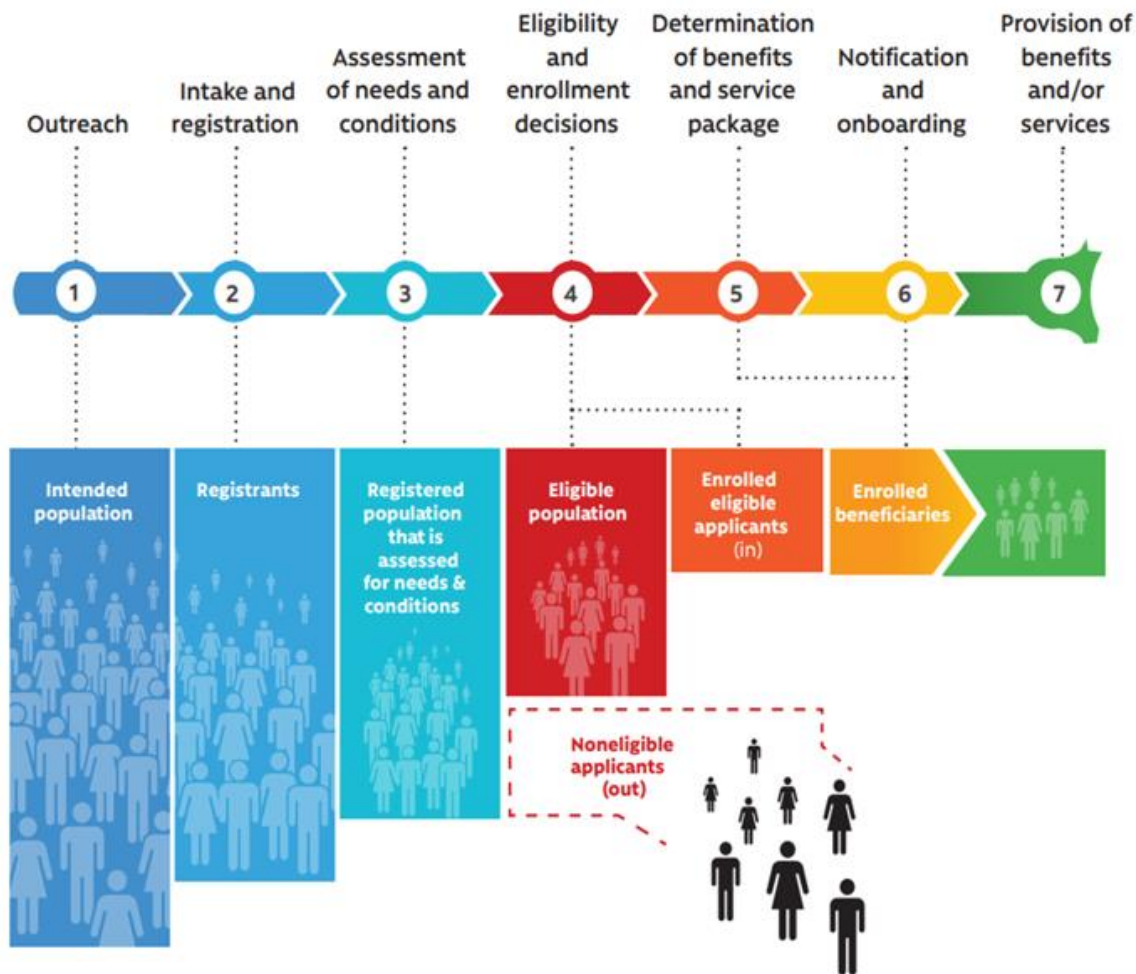 Outreach
Intake and
registration
Assessment
of needs and
conditions
Eligibility
and
enrollment
decisions
Determination
of benefits
and service
package
Notification
and
onboarding
Provision of
benefits
and/or
services
1
2
3
4
5
6
7
Intended
population
Registrants
Registered
population
that is
assessed
for needs &
conditions
Eligible
population
Enrolled
eligible
applicants
(in)
Enrolled
beneficiaries
Noneligible
applicants
(out)